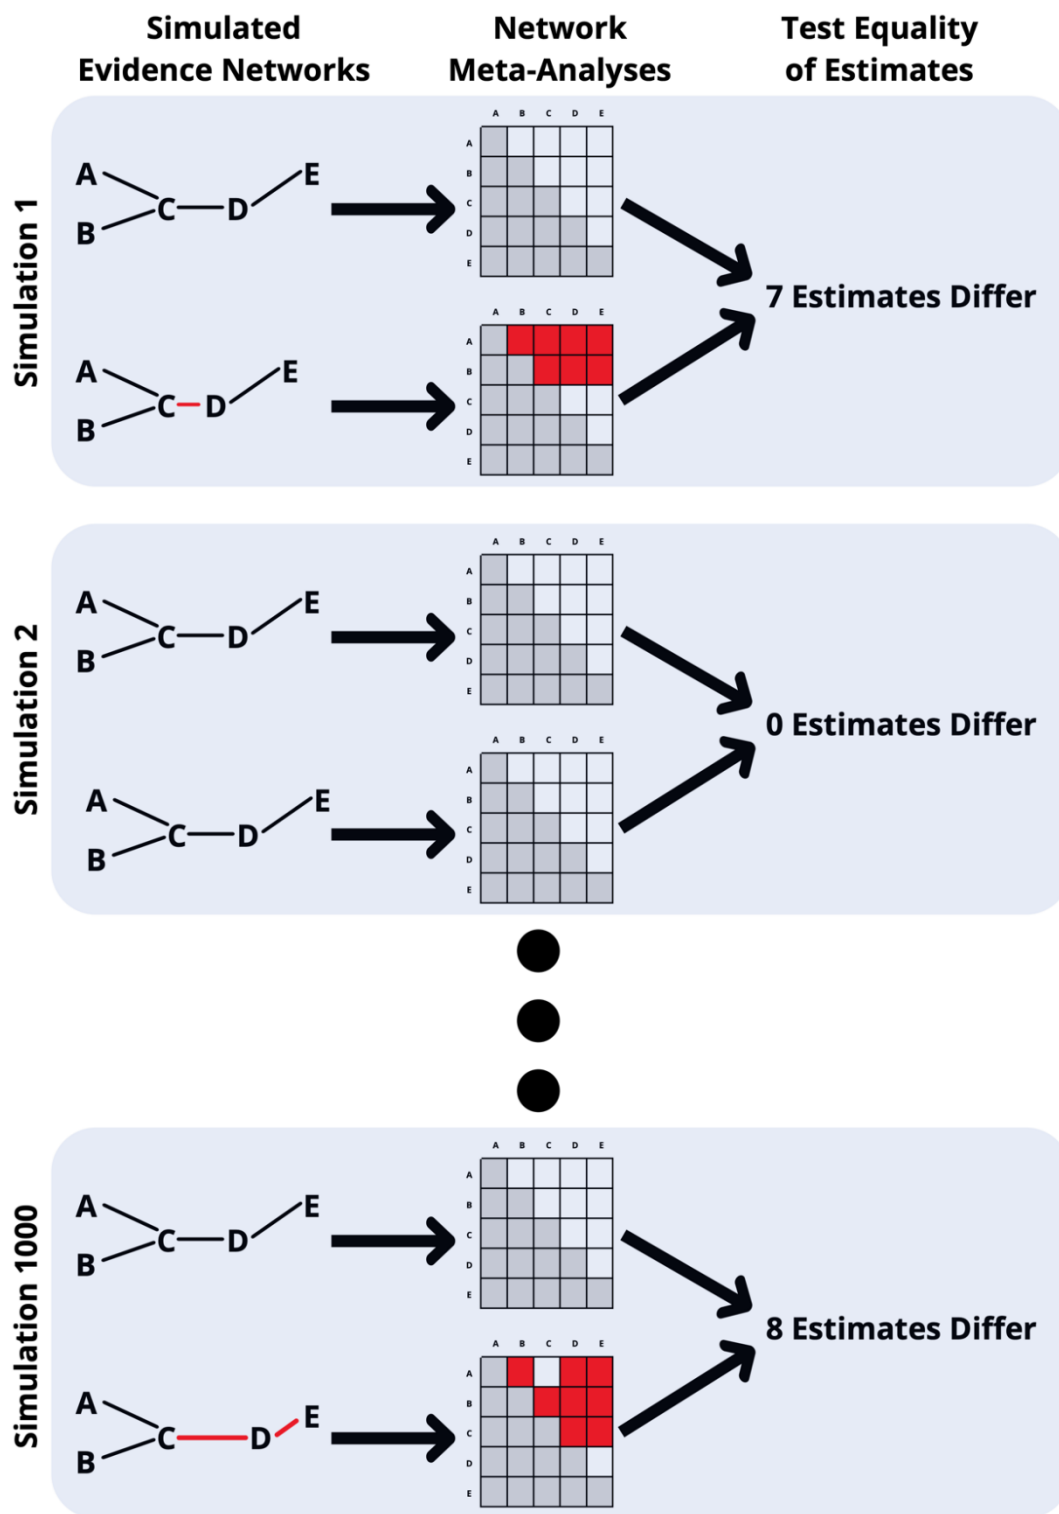 Simulated
Evidence Networks
Network
Meta-Analyses
Test Equality
of Estimates
Simulation 1
A
B
C
D
E
A B C D E
A
B
C
D
E
7 Estimates Differ
A
B
C
D
E
A B C D E
A
B
C
D
E
Simulation 2
A
B
C
D
E
A B C D E
A
B
C
D
E
0 Estimates Differ
A
B
C
D
E
A B C D E
A
B
C
D
E
Simulation 1000
A
B
C
D
E
A B C D E
A
B
C
D
E
8 Estimates Differ
A
B
C
D
E
A B C D E
A
B
C
D
E